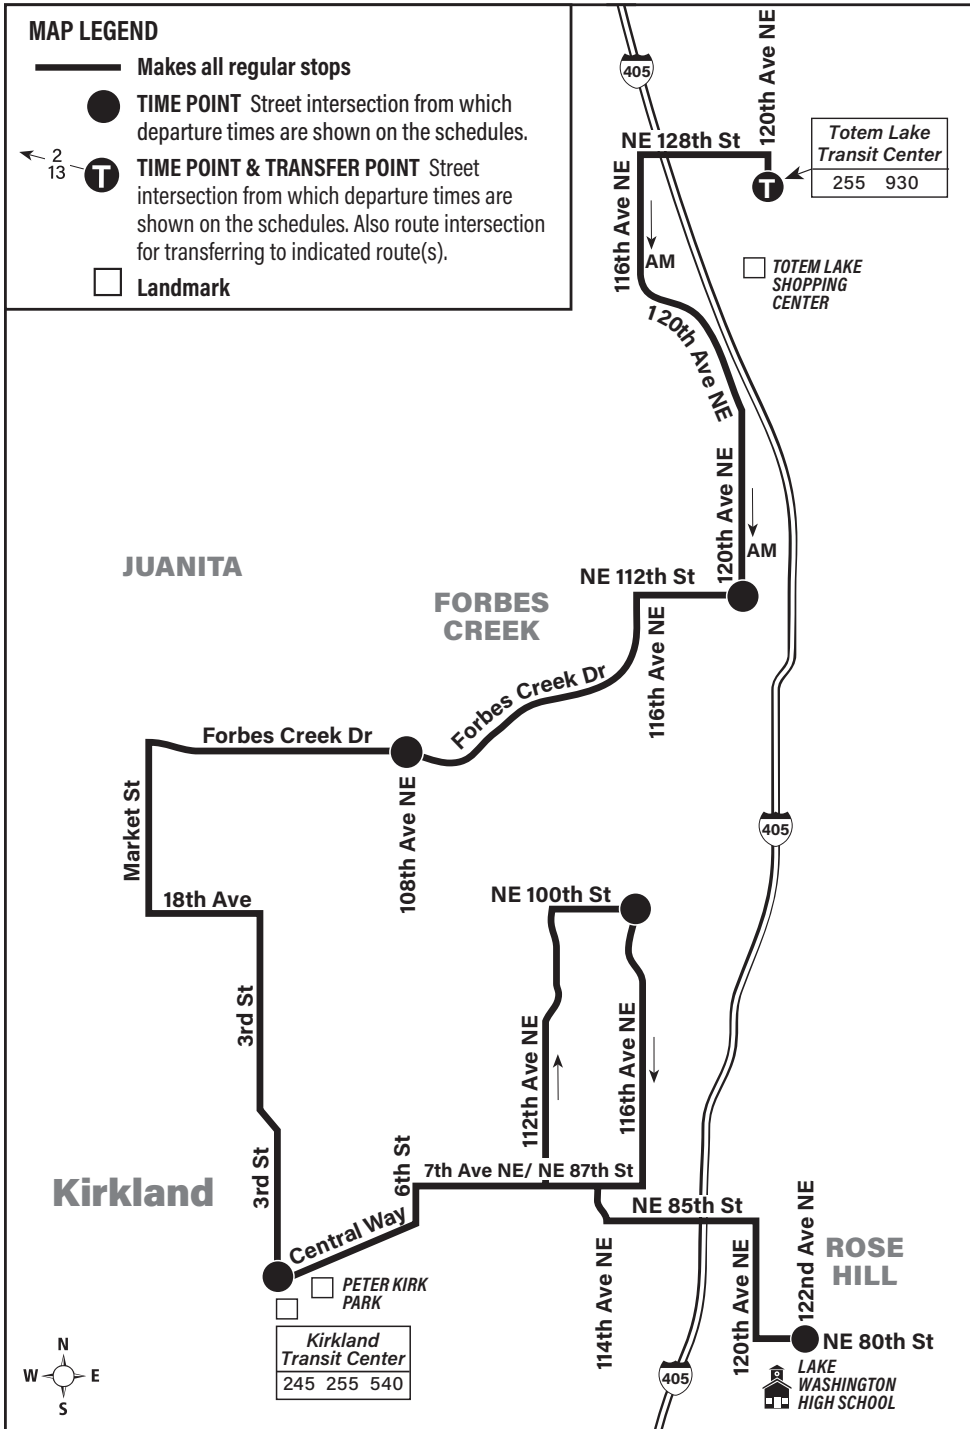 MAP LEGEND
Makes all regular stops
TIME POINT Street intersection from which
departure times are shown on the schedules.
2
13
T
TIME POINT & TRANSFER POINT Street
intersection from which departure times are
shown on the schedules. Also route intersection
for transferring to indicated route(s).
Landmark
405
120th Ave NE
NE 128th St
Totem Lake
Transit Center
255 930
T
116th Ave NE
AM
TOTEM LAKE
SHOPPING
CENTER
120th Ave NE
120th Ave NE
AM
JUANITA
NE 112th St
FORBES
CREEK
116th Ave NE
Forbes Creek Dr
Forbes Creek Dr
Market St
108th Ave NE
405
18th Ave
NE 100th St
3rd St
112th Ave NE
116th Ave NE
3rd St
6th St
7th Ave NE/ NE 87th St
Kirkland
Central Way
NE 85th St
122nd Ave NE
ROSE
HILL
114th Ave NE
120th Ave NE
PETER KIRK
PARK
NE 80th St
Kirkland
Transit Center
245 255 540
LAKE
WASHINGTON
HIGH SCHOOL
405
N
W E
S